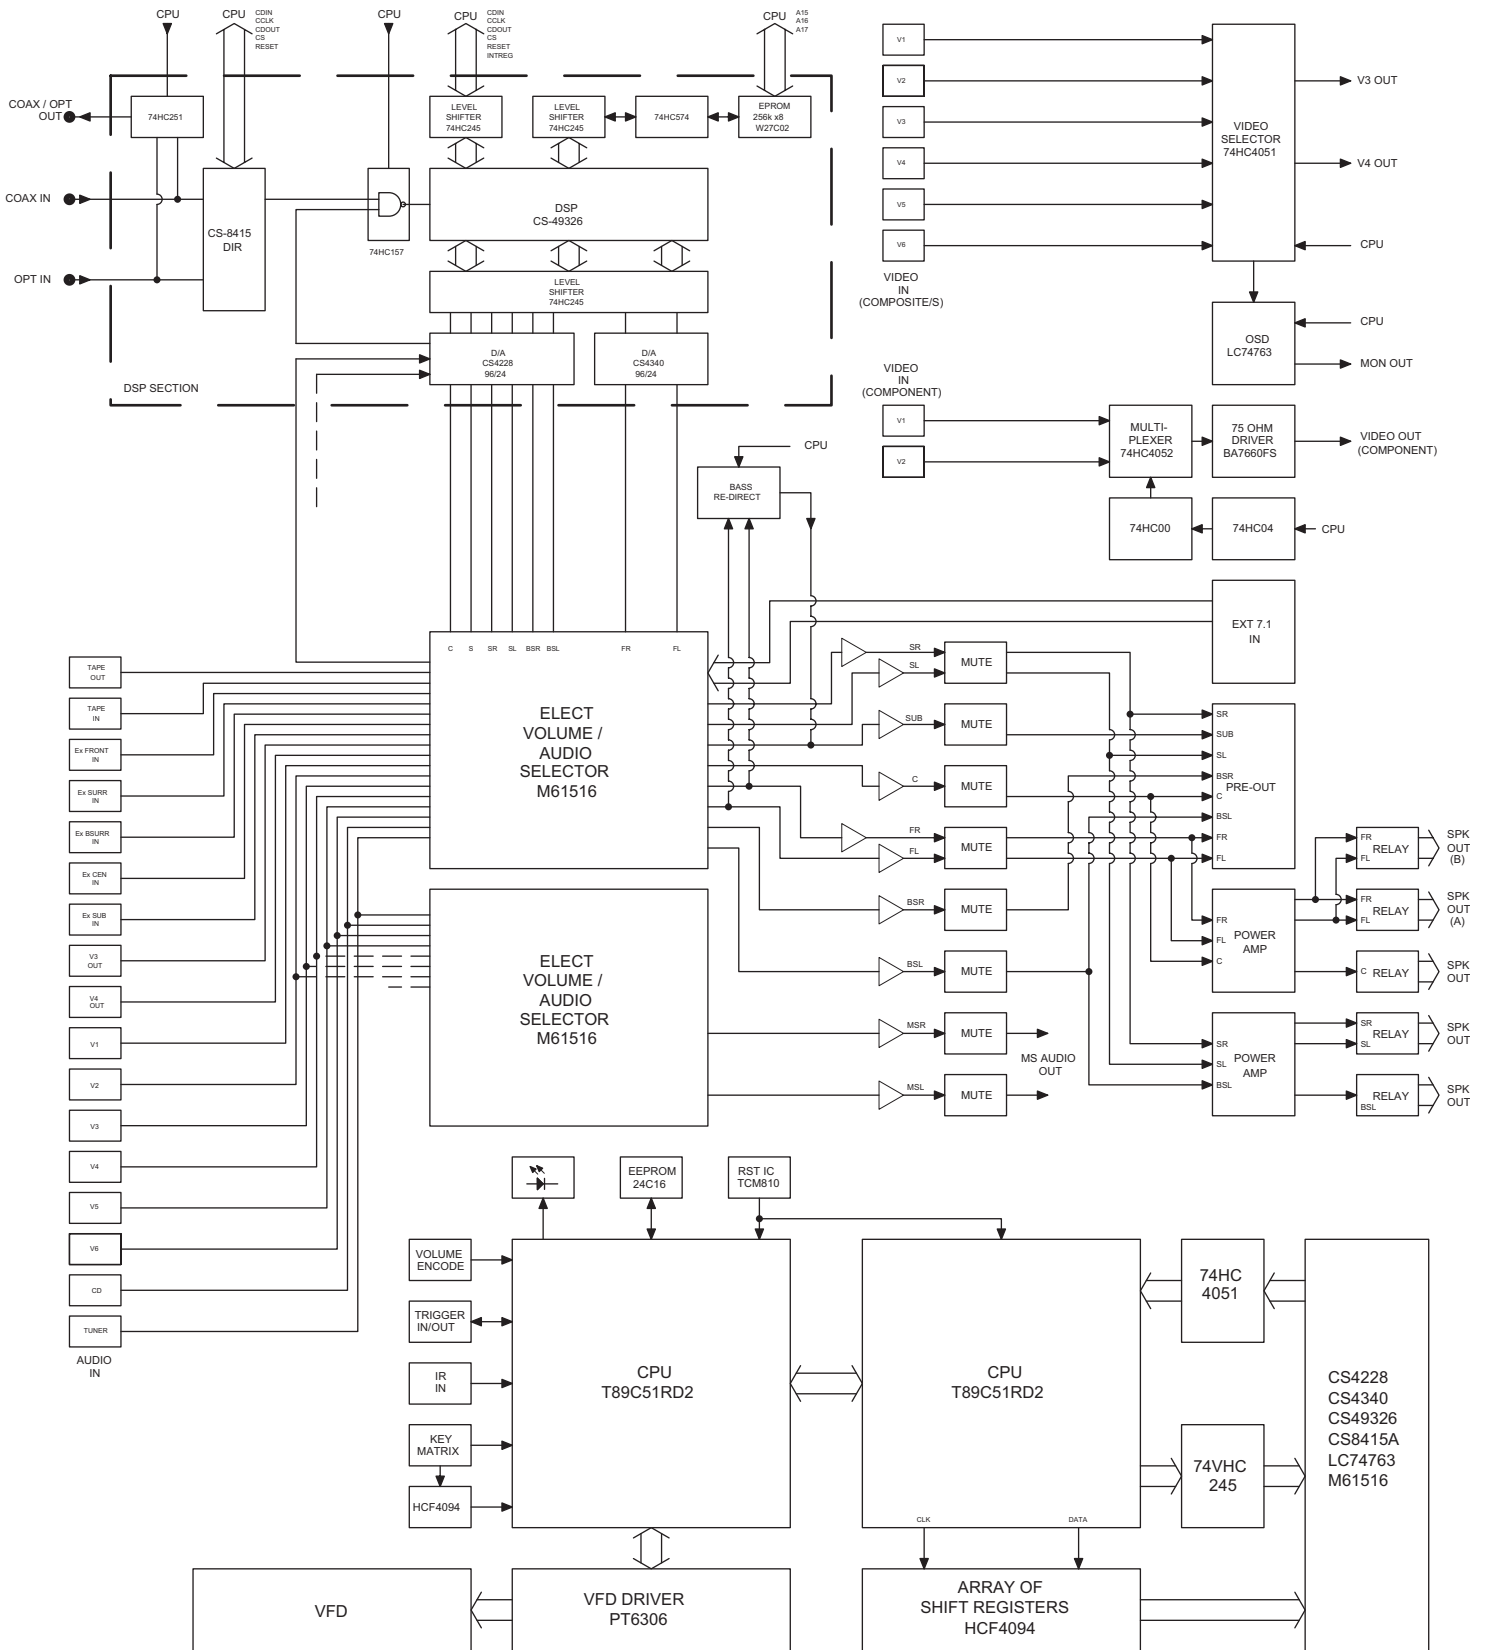 CPU
CPU
CDIN
CCLK
CDOUT
CS
RESET
CPU
CPU
CDIN
CCLK
CDOUT
CS
RESET
INTREG
CPU
A15
A16
A17
COAX / OPT
OUT
74HC251
LEVEL
SHIFTER
74HC245
LEVEL
SHIFTER
74HC245
74HC574
EPROM
256k x8
W27C02
COAX IN
CS-8415
DIR
74HC157
DSP
CS-49326
OPT IN
LEVEL
SHIFTER
74HC245
D/A
CS4228
96/24
D/A
CS4340
96/24
DSP SECTION
V1
V2
V3
V4
V5
V6
VIDEO
IN
(COMPOSITE/S)
VIDEO
SELECTOR
74HC4051
V3 OUT
V4 OUT
CPU
OSD
LC74763
CPU
MON OUT
VIDEO
IN
(COMPONENT)
V1
V2
MULTI-
PLEXER
74HC4052
75 OHM
DRIVER
BA7660FS
VIDEO OUT
(COMPONENT)
74HC00
74HC04
CPU
CPU
BASS
RE-DIRECT
EXT 7.1
IN
C
S
SR
SL
BSR
BSL
FR
FL
ELECT
VOLUME /
AUDIO
SELECTOR
M61516
ELECT
VOLUME /
AUDIO
SELECTOR
M61516
TAPE
OUT
TAPE
IN
Ex FRONT
IN
Ex SURR
IN
Ex BSURR
IN
Ex CEN
IN
Ex SUB
IN
V3
OUT
V4
OUT
V1
V2
V3
V4
V5
V6
CD
TUNER
AUDIO
IN
SR
SL
MUTE
SUB
MUTE
C
MUTE
FR
FL
MUTE
BSR
MUTE
BSL
MUTE
MSR
MUTE
MS AUDIO
OUT
MSL
MUTE
SR
SUB
SL
BSR
PRE-OUT
C
BSL
FR
FL
FR
FL
C
POWER
AMP
SR
SL
BSL
POWER
AMP
FR
FL
RELAY
SPK
OUT
(B)
FR
FL
RELAY
SPK
OUT
(A)
C
RELAY
SPK
OUT
SR
SL
RELAY
SPK
OUT
RELAY
BSL
SPK
OUT
EEPROM
24C16
RST IC
TCM810
VOLUME
ENCODE
TRIGGER
IN/OUT
IR
IN
KEY
MATRIX
HCF4094
CPU
T89C51RD2
CPU
T89C51RD2
CLK
DATA
74HC
4051
74VHC
245
CS4228
CS4340
CS49326
CS8415A
LC74763
M61516
VFD
VFD DRIVER
PT6306
ARRAY OF
SHIFT REGISTERS
HCF4094